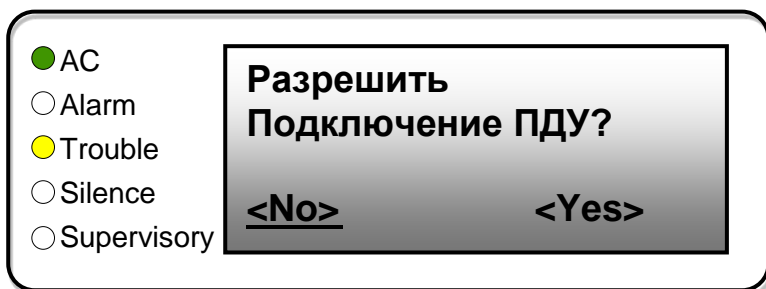 AC
Alarm
Trouble
Silence
Supervisory
Разрешить
Подключение ПДУ?
<No> <Yes>